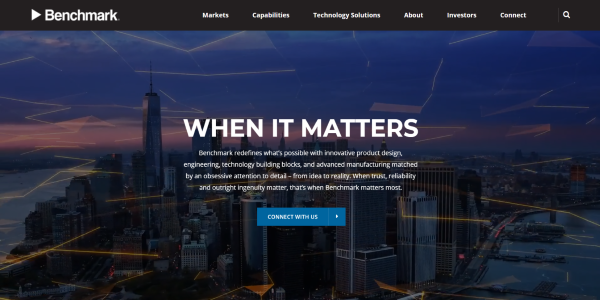 Benchmark
Markets Capabilities Technology Solutions About Investors Connect
WHEN IT MATTERS
Benchmark redefines what's possible with innovative product design,
engineering, technology building blocks, and advanced manufacturing matched
by an obsessive attention to detail – from idea to reality. When trust, reliability
and outright ingenuity matter, that's when Benchmark matters most.
CONNECT WITH US